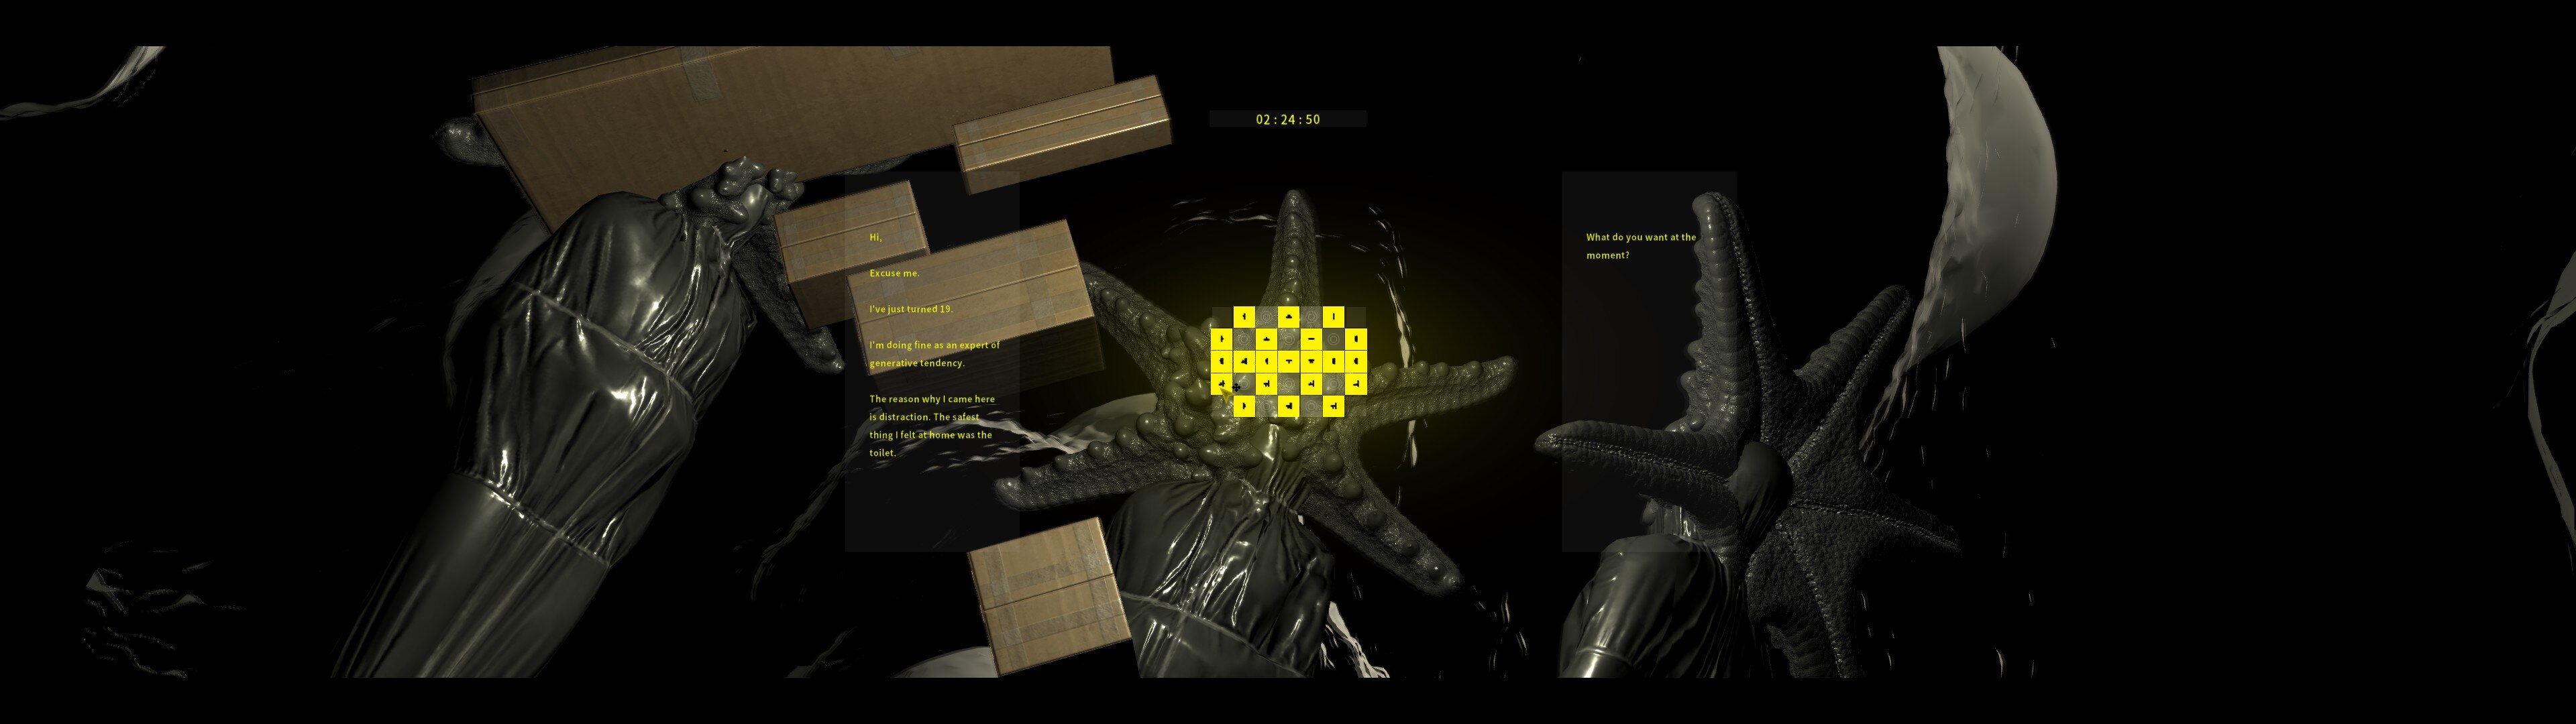 02 : 24 : 50
Hi,
Excuse me.
I've just turned 19.
I'm doing fine as an expert of
generative tendency.
The reason why I came here
is distraction. The safest
thing I felt at home was the
toilet.
What do you want at the
moment?